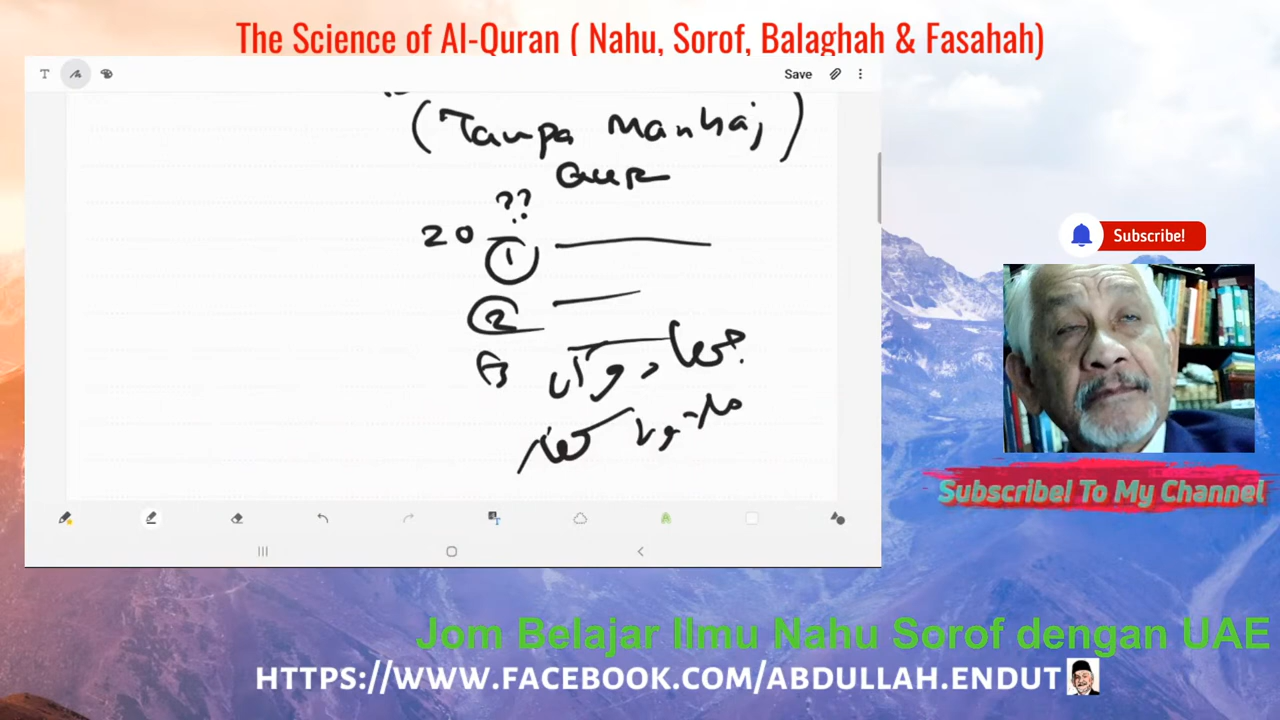 The Science of Al-Quran ( Nahu, Sorof, Balaghah & Fasahah)
T
Save
(Tanpa Manhaj)
??
20 ①
②
Subscribe!
Subscribe! To My Channel
Jom Belajar Ilmu Nahu Sorof dengan UAE
HTTPS://WWW.FACEBOOK.COM/ABDULLAH.ENDUT